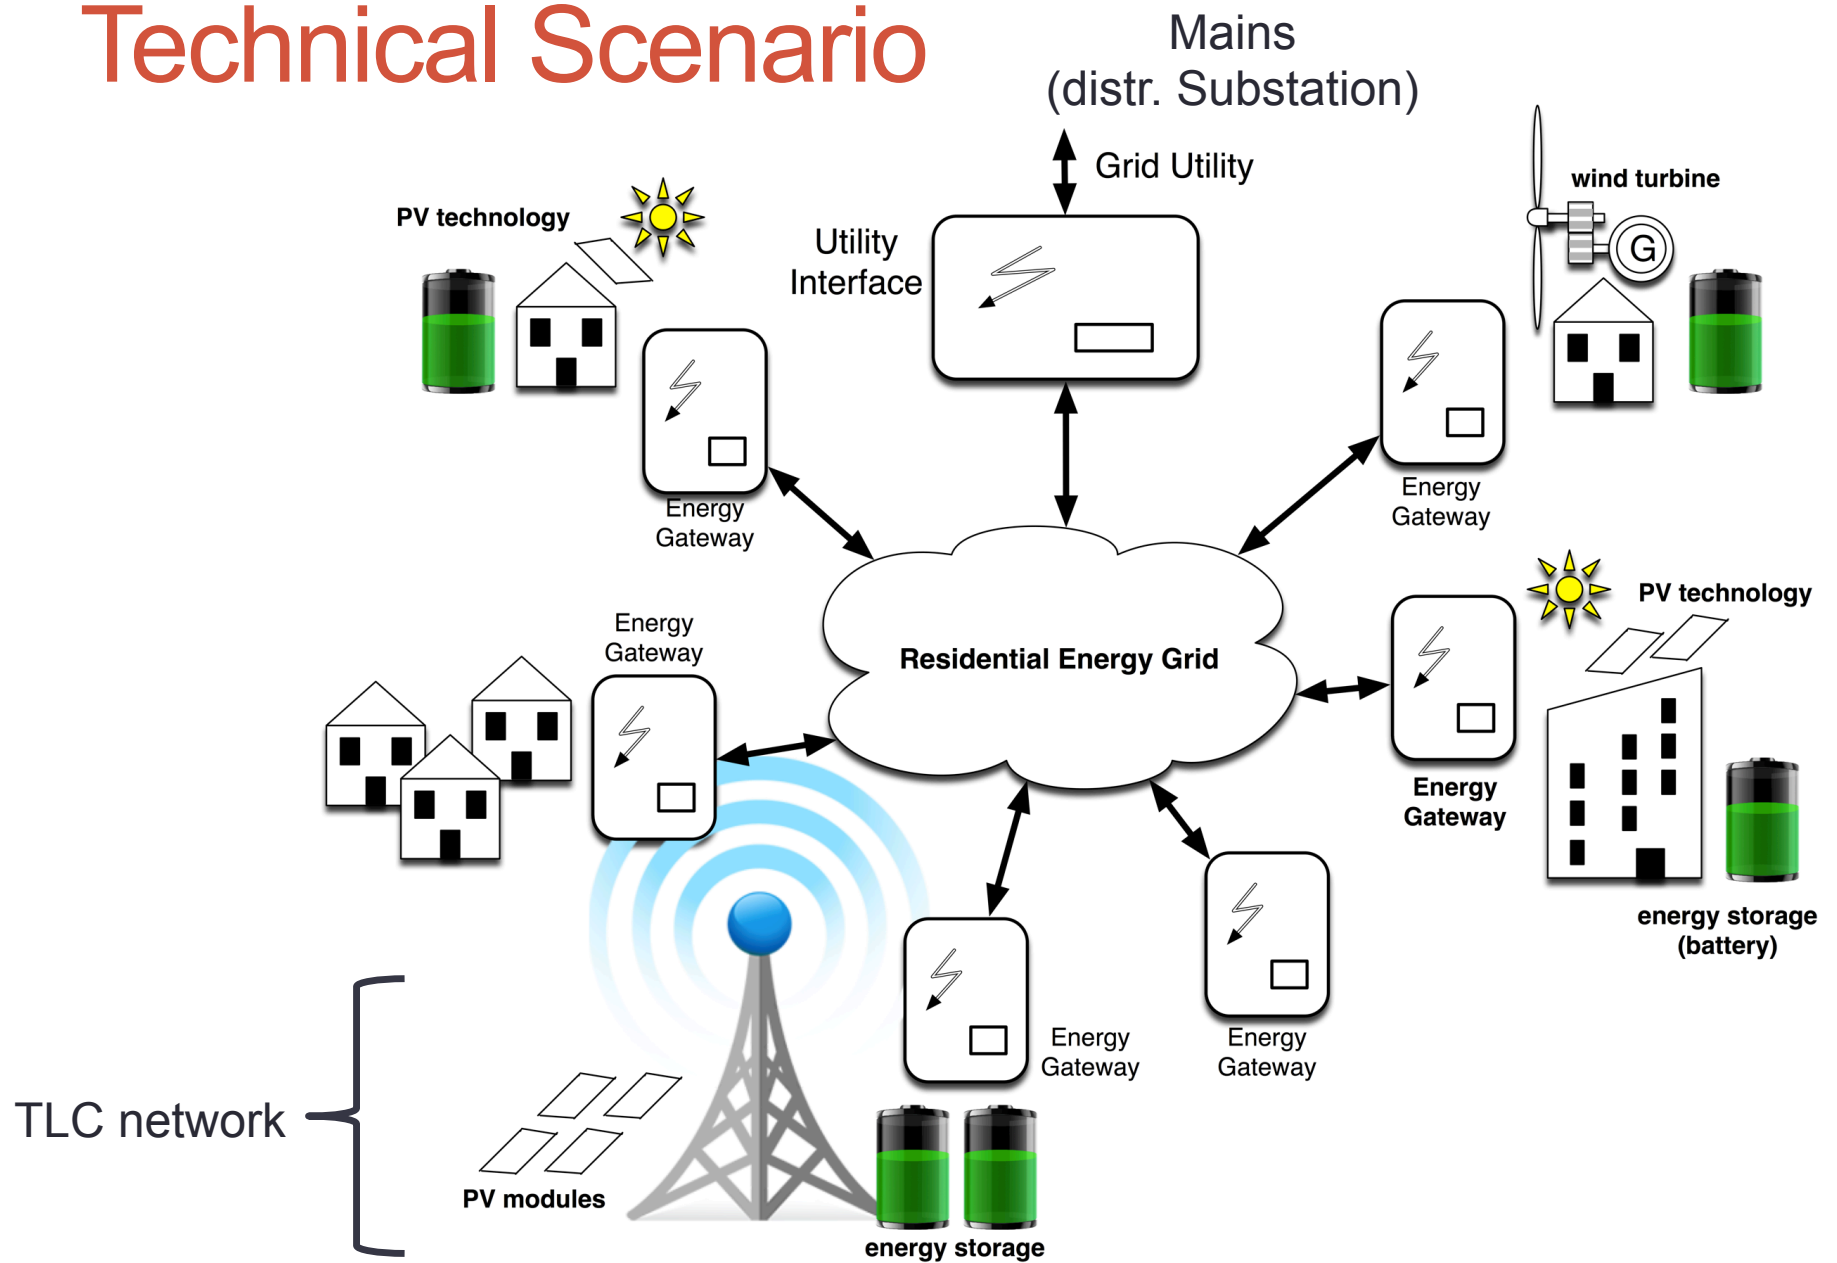 Technical Scenario
Mains
(distr. Substation)
Grid Utility
wind turbine
PV technology
Utility
Interface
G
Energy
Gateway
Energy
Gateway
PV technology
Energy
Gateway
Residential Energy Grid
Energy
Gateway
energy storage
(battery)
Energy
Gateway
Energy
Gateway
TLC network
PV modules
energy storage